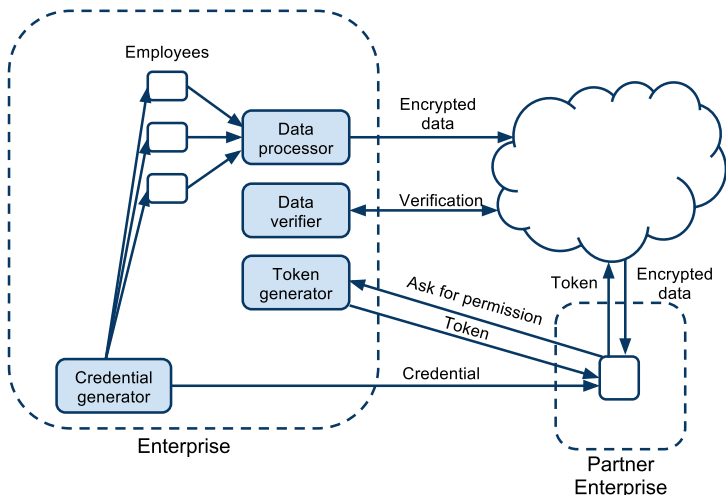 Employees
Data
processor
Encrypted
data
Data
verifier
Verification
Token
generator
Ask for permission
Token
Token
Encrypted
data
Credential
generator
Credential
Enterprise
Partner
Enterprise